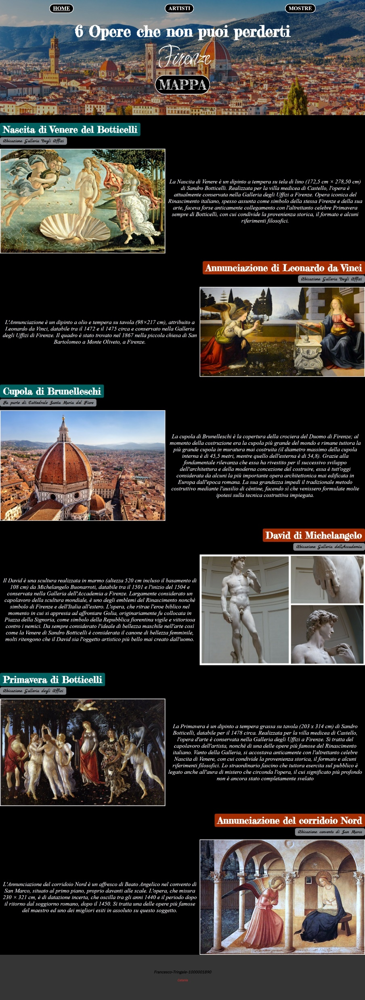 HOME
ARTISTI
MOSTRE
6 Opere che non puoi perderti
Firenze
MAPPA
Nascita di Venere del Botticelli
Ubicazione: Galleria Degli Uffizi
La Nascita di Venere è un dipinto a tempera su tela di lino (172,5 cm × 278,50 cm)
di Sandro Botticelli. Realizzata per la villa medicea di Castello, l'opera è
attualmente conservata nella Galleria degli Uffizi a Firenze. Opera iconica del
Rinascimento italiano, spesso assunta come simbolo della stessa Firenze e della sua
arte, faceva forse anticamente collegamento con l'altrettanto celebre Primavera
sempre di Botticelli, con cui condivide la provenienza storica, il formato e alcuni
riferimenti filosofici.
Annunciazione di Leonardo da Vinci
Ubicazione: Galleria Degli Uffizi
L'Annunciazione è un dipinto a olio e tempera su tavola (98×217 cm), attribuito a
Leonardo da Vinci, databile tra il 1472 e il 1475 circa e conservato nella Galleria
degli Uffizi di Firenze. Il quadro è stato trovato nel 1867 nella piccola chiesa di San
Bartolomeo a Monte Oliveto, a Firenze.
Cupola di Brunelleschi
Fa parte di: Cattedrale Santa Maria del Fiore
La cupola di Brunelleschi è la copertura della crociera del Duomo di Firenze; al
momento della costruzione era la cupola più grande del mondo e rimane tuttora la
più grande cupola in muratura mai costruita (il diametro massimo della cupola
interna è di 45,5 metri, mentre quello dell'esterna è di 54,8). Grazie alla
fondamentale rilevanza che essa ha rivestito per il successivo sviluppo
dell'architettura e della moderna concezione del costruire, essa è tutt'oggi
considerata da alcuni la più importante opera architettonica mai edificata in
Europa dall'epoca romana. La sua grandezza impedì il tradizionale metodo
costruttivo mediante l'ausilio di cèntine, facendo sì che venissero formulate molte
ipotesi sulla tecnica costruttiva impiegata.
David di Michelangelo
Ubicazione: Galleria dell'Accademia
Il David è una scultura realizzata in marmo (altezza 520 cm incluso il basamento di
108 cm) da Michelangelo Buonarroti, databile tra il 1501 e l'inizio del 1504 e
conservata nella Galleria dell'Accademia a Firenze. Largamente considerato un
capolavoro della scultura mondiale, è uno degli emblemi del Rinascimento nonché
simbolo di Firenze e dell'Italia all'estero. L'opera, che ritrae l'eroe biblico nel
momento in cui si appresta ad affrontare Golia, originariamente fu collocata in
Piazza della Signoria, come simbolo della Repubblica fiorentina vigile e vittoriosa
contro i nemici. Da sempre considerato l'ideale di bellezza maschile nell'arte così
come la Venere di Sandro Botticelli è considerata il canone di bellezza femminile,
molti ritengono che il David sia l'oggetto artistico più bello mai creato dall'uomo.
Primavera di Botticelli
Ubicazione: Galleria degli Uffizi
La Primavera è un dipinto a tempera grassa su tavola (203 x 314 cm) di Sandro
Botticelli, databile per il 1478 circa. Realizzata per la villa medicea di Castello,
l'opera d'arte è conservata nella Galleria degli Uffizi a Firenze. Si tratta del
capolavoro dell'artista, nonché di una delle opere più famose del Rinascimento
italiano. Vanto della Galleria, si accostava anticamente con l'altrettanto celebre
Nascita di Venere, con cui condivide la provenienza storica, il formato e alcuni
riferimenti filosofici. Lo straordinario fascino che tuttora esercita sul pubblico è
legato anche all'aura di mistero che circonda l'opera, il cui significato più profondo
non è ancora stato completamente svelato
Annunciazione del corridoio Nord
Ubicazione: convento di San Marco
L'Annunciazione del corridoio Nord è un affresco di Beato Angelico nel convento di
San Marco, situato al primo piano, proprio davanti alle scale. L'opera, che misura
230 × 321 cm, è di datazione incerta, che oscilla tra gli anni 1440 e il periodo dopo
il ritorno dal soggiorno romano, dopo il 1450. Si tratta una delle opere più famose
del maestro ed uno dei migliori esiti in assoluto su questo soggetto.
Francesco-Tringale-1000001890
Catania